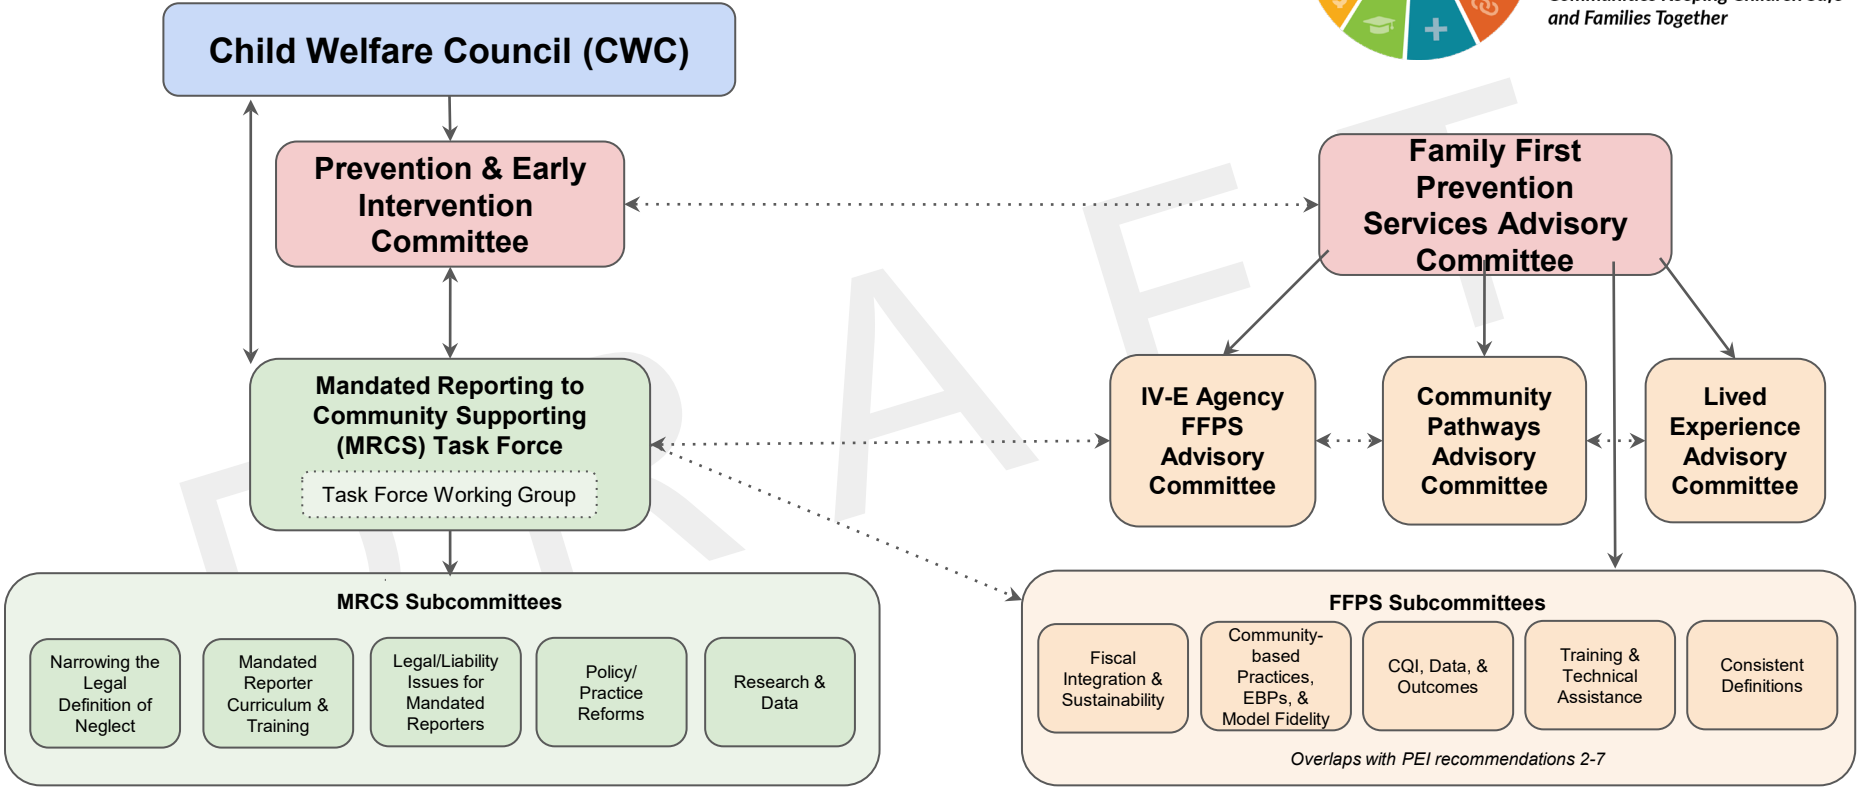 Communities Keeping Children Safe
and Families Together
Child Welfare Council (CWC)
Prevention & Early
Intervention
Committee
Family First
Prevention
Services Advisory
Committee
Mandated Reporting to
Community Supporting
(MRCS) Task Force
Task Force Working Group
IV-E Agency
FFPS
Advisory
Committee
Community
Pathways
Advisory
Committee
Lived
Experience
Advisory
Committee
MRCS Subcommittees
Narrowing the
Legal
Definition of
Neglect
Mandated
Reporter
Curriculum &
Training
Legal/Liability
Issues for
Mandated
Reporters
Policy/
Practice
Reforms
Research &
Data
FFPS Subcommittees
Fiscal
Integration &
Sustainability
Community-
based
Practices,
EBPs, &
Model Fidelity
CQI, Data, &
Outcomes
Training &
Technical
Assistance
Consistent
Definitions
Overlaps with PEI recommendations 2-7
DRAFT